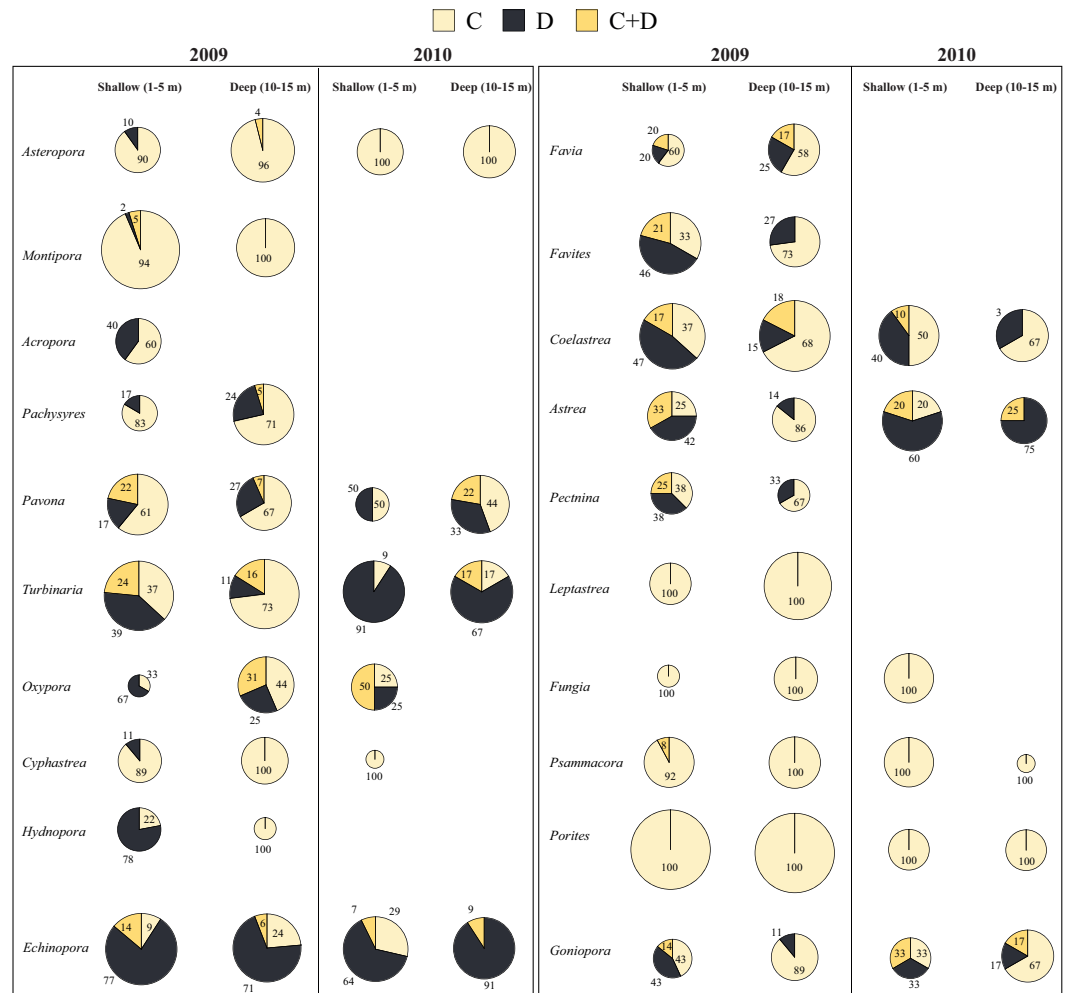 C D C+D
2009 2010 2009 2010
Shallow (1-5 m) Deep (10-15 m) Shallow (1-5 m) Deep (10-15 m) Shallow (1-5 m) Deep (10-15 m) Shallow (1-5 m) Deep (10-15 m)
Asteropora 10 90 4 96 100 100
Montipora 2 5 94 100
Acropora 40 60
Pachysyres 17 83 24 5 71
Pavona 22 61 17 27 7 67 50 50 22 44 33
Turbinaria 24 37 39 11 16 73 9 91 17 17 67
Oxypora 33 67 31 44 25 25 50 25
Cyphastrea 11 89 100 100
Hydnopora 22 78 100
Echinopora 14 9 77 6 24 71 7 29 64 9 91
Favia 20 60 20 17 58 25
Favites 21 33 46 27 73
Coelastrea 17 37 47 18 15 68 10 50 40 3 67
Astrea 33 25 42 14 86 20 20 60 25 75
Pectnina 25 38 38 33 67
Leptastrea 100 100
Fungia 100 100 100
Psammacora 8 92 100 100 100
Porites 100 100 100 100
Goniopora 14 43 43 11 89 33 33 33 17 17 67